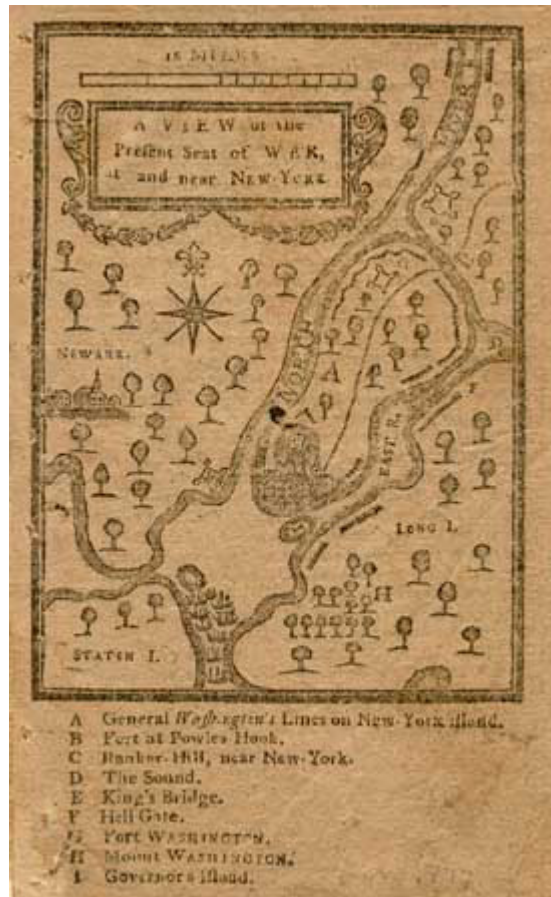 15 MILES
A VIEW of the
Present Seat of WAR,
at and near NEW-YORK
RIVER
NEWARK.
NORTH
A
D
F
EAST R.
LONG I.
H
STATEN I.
A General Washington's Lines on New-York island.
B Fort at Powles Hook.
C Bunker-Hill, near New-York.
D The Sound.
E King's Bridge.
F Hell Gate.
G Fort WASHINGTON.
H Mount WASHINGTON.
I Governors island.